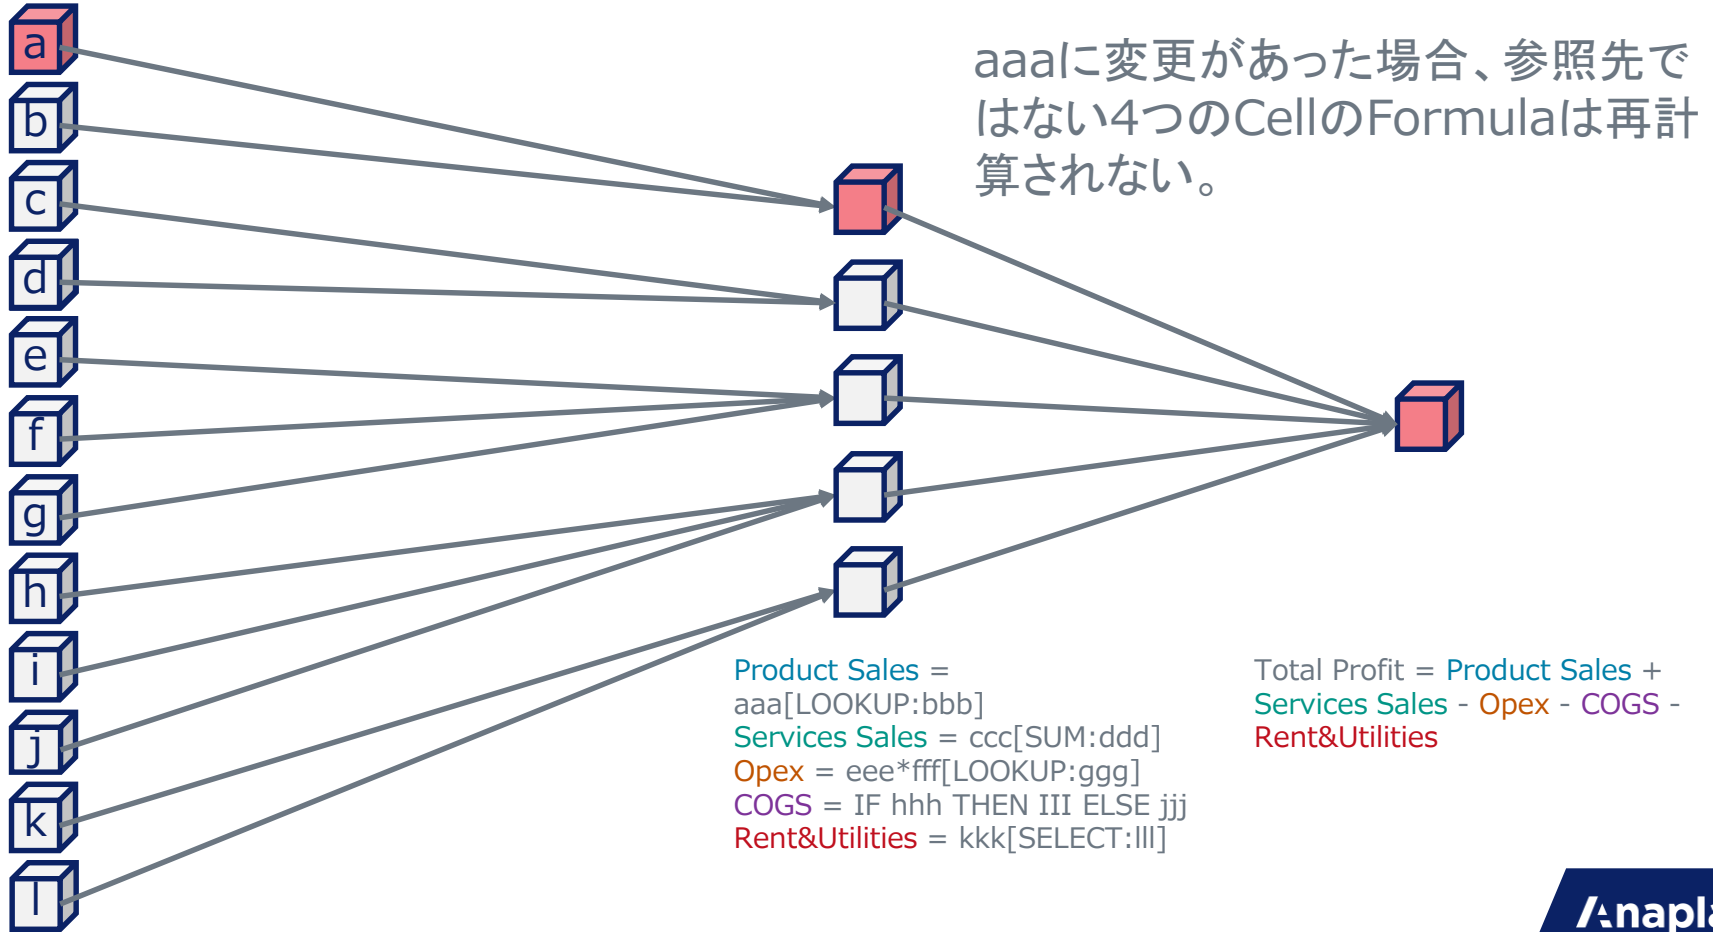 a
b
c
d
e
f
g
h
i
j
k
l
aaaに変更があった場合、参照先で
はない4つのCellのFormulaは再計
算されない。
Product Sales =
aaa[LOOKUP:bbb]
Services Sales = ccc[SUM:ddd]
Opex = eee*fff[LOOKUP:ggg]
COGS = IF hhh THEN III ELSE jjj
Rent&Utilities = kkk[SELECT:lll]
Total Profit = Product Sales +
Services Sales - Opex - COGS -
Rent&Utilities
Anapla